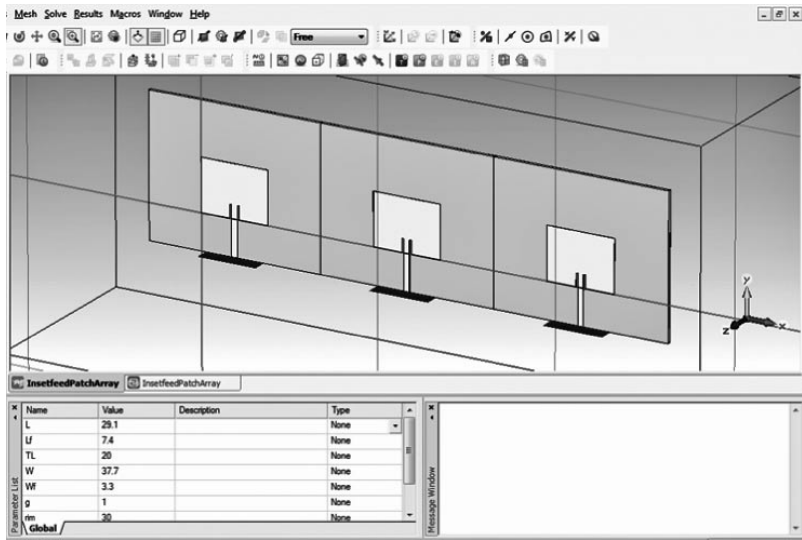 Mesh Solve Results Macros Window Help
Free
y
x
z
InsetfeedPatchArray InsetfeedPatchArray
Name Value Description Type
L 29.1 None
Lf 7.4 None
TL 20 None
W 37.7 None
Wf 3.3 None
g 1 None
rim 30 None
Global
Parameter List
Message Window